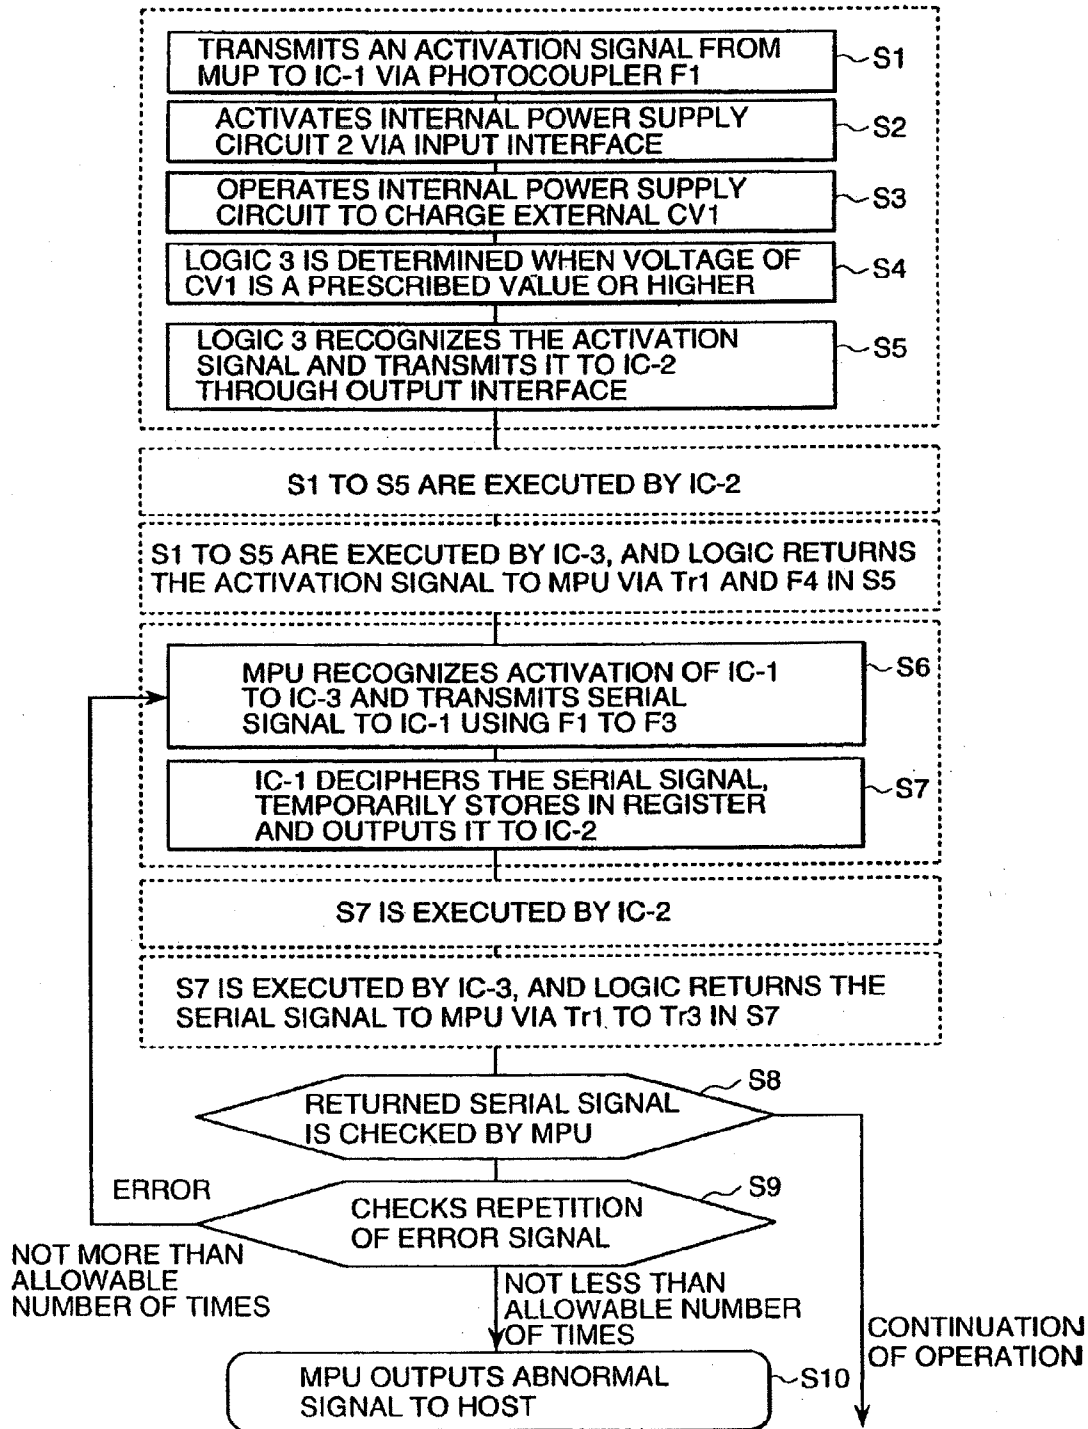 TRANSMITS AN ACTIVATION SIGNAL FROM
MUP TO IC-1 VIA PHOTOCOUPLER F1
S1
ACTIVATES INTERNAL POWER SUPPLY
CIRCUIT 2 VIA INPUT INTERFACE
S2
OPERATES INTERNAL POWER SUPPLY
CIRCUIT TO CHARGE EXTERNAL CV1
S3
LOGIC 3 IS DETERMINED WHEN VOLTAGE OF
CV1 IS A PRESCRIBED VALUE OR HIGHER
S4
LOGIC 3 RECOGNIZES THE ACTIVATION
SIGNAL AND TRANSMITS IT TO IC-2
THROUGH OUTPUT INTERFACE
S5
S1 TO S5 ARE EXECUTED BY IC-2
S1 TO S5 ARE EXECUTED BY IC-3, AND LOGIC RETURNS
THE ACTIVATION SIGNAL TO MPU VIA Tr1 AND F4 IN S5
MPU RECOGNIZES ACTIVATION OF IC-1
TO IC-3 AND TRANSMITS SERIAL
SIGNAL TO IC-1 USING F1 TO F3
S6
IC-1 DECIPHERS THE SERIAL SIGNAL,
TEMPORARILY STORES IN REGISTER
AND OUTPUTS IT TO IC-2
S7
S7 IS EXECUTED BY IC-2
S7 IS EXECUTED BY IC-3, AND LOGIC RETURNS THE
SERIAL SIGNAL TO MPU VIA Tr1 TO Tr3 IN S7
RETURNED SERIAL SIGNAL
IS CHECKED BY MPU
S8
ERROR
CHECKS REPETITION
OF ERROR SIGNAL
S9
NOT MORE THAN
ALLOWABLE
NUMBER OF TIMES
NOT LESS THAN
ALLOWABLE NUMBER
OF TIMES
CONTINUATION
OF OPERATION
MPU OUTPUTS ABNORMAL
SIGNAL TO HOST
S10